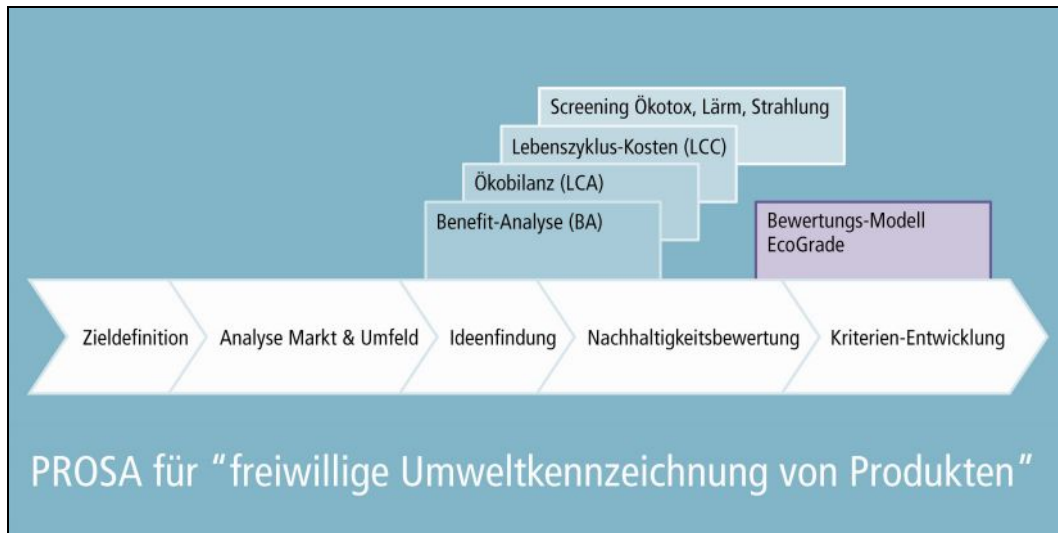 Screening Ökotox, Lärm, Strahlung
Lebenszyklus-Kosten (LCC)
Ökobilanz (LCA)
Benefit-Analyse (BA)
Bewertungs-Modell
EcoGrade
Zieldefinition
Analyse Markt & Umfeld
Ideenfindung
Nachhaltigkeitsbewertung
Kriterien-Entwicklung
PROSA für “freiwillige Umweltkennzeichnung von Produkten”